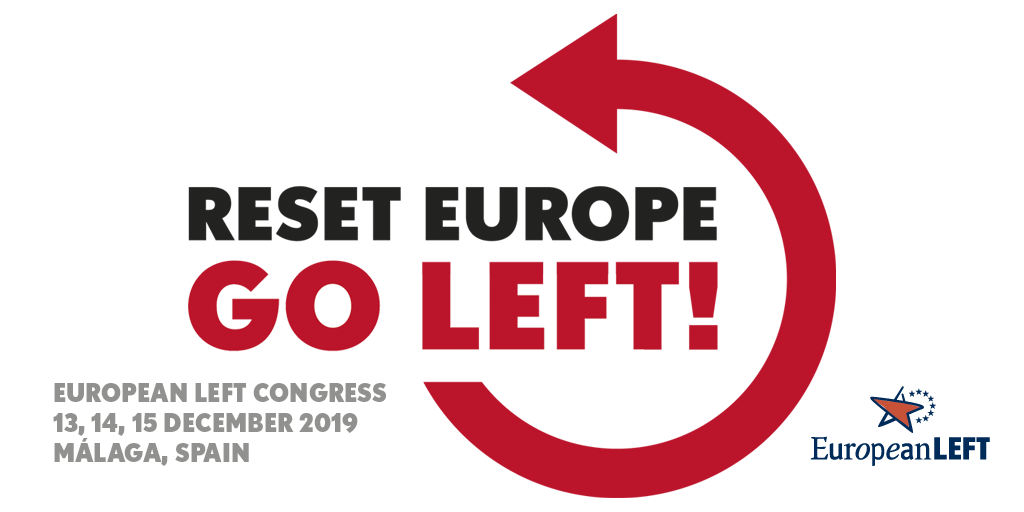 RESET EUROPE
GO LEFT!
EUROPEAN LEFT CONGRESS
13, 14, 15 DECEMBER 2019
MÁLAGA, SPAIN
EuropeanLEFT